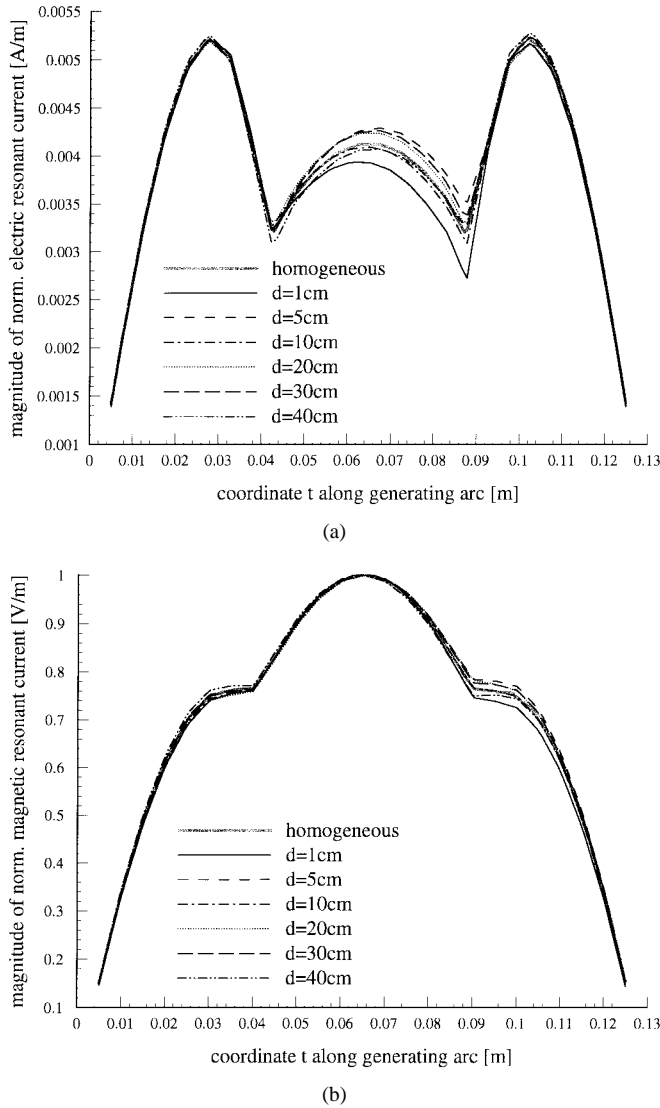 magnitude of norm. electric resonant current [A/m]
0.0055
0.005
0.0045
0.004
0.0035
0.003
0.0025
0.002
0.0015
0.001
homogeneous
d=1cm
d=5cm
d=10cm
d=20cm
d=30cm
d=40cm
0 0.01 0.02 0.03 0.04 0.05 0.06 0.07 0.08 0.09 0.1 0.11 0.12 0.13
coordinate t along generating arc [m]
(a)
magnitude of norm. magnetic resonant current [V/m]
1
0.9
0.8
0.7
0.6
0.5
0.4
0.3
0.2
0.1
homogeneous
d=1cm
d=5cm
d=10cm
d=20cm
d=30cm
d=40cm
0 0.01 0.02 0.03 0.04 0.05 0.06 0.07 0.08 0.09 0.1 0.11 0.12 0.13
coordinate t along generating arc [m]
(b)